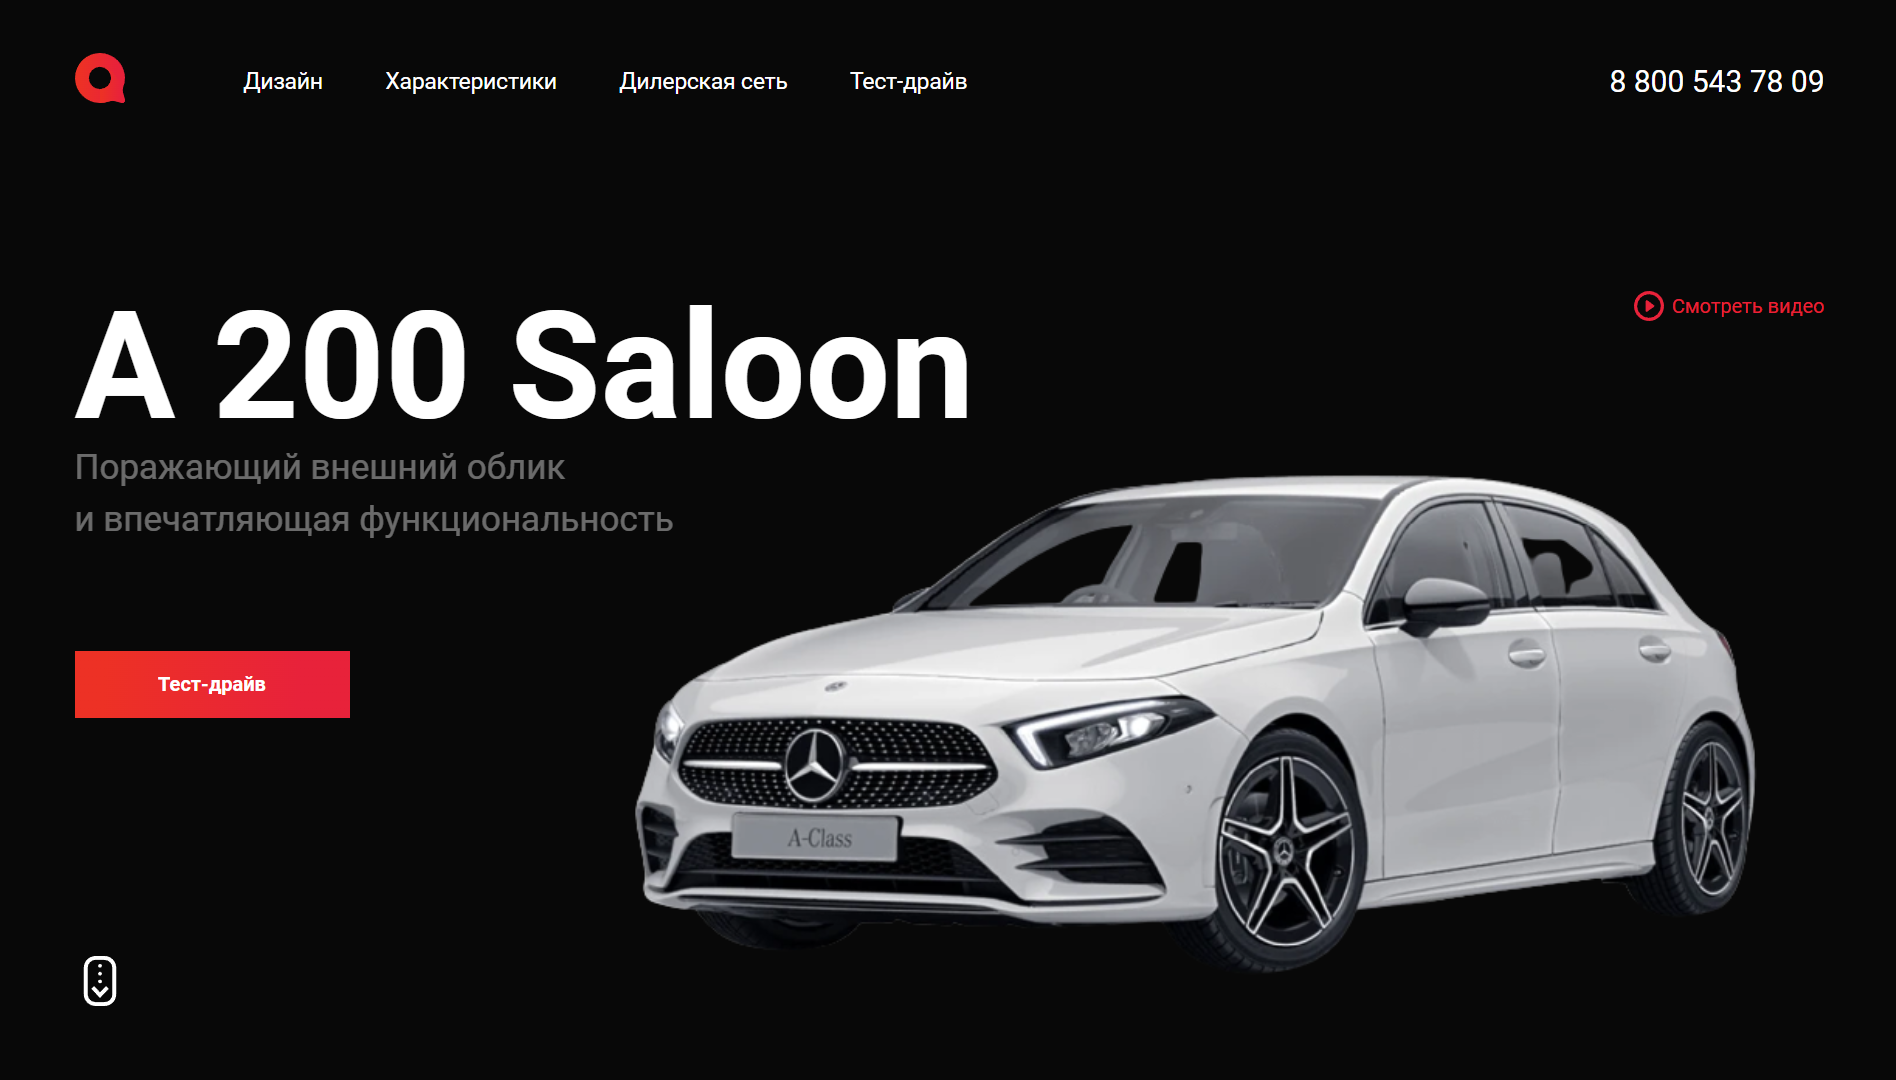 Дизайн Характеристики Дилерская сеть Тест-драйв 8 800 543 78 09
Смотреть видео
A 200 Saloon
Поражающий внешний облик
и впечатляющая функциональность
Тест-драйв
A-Class